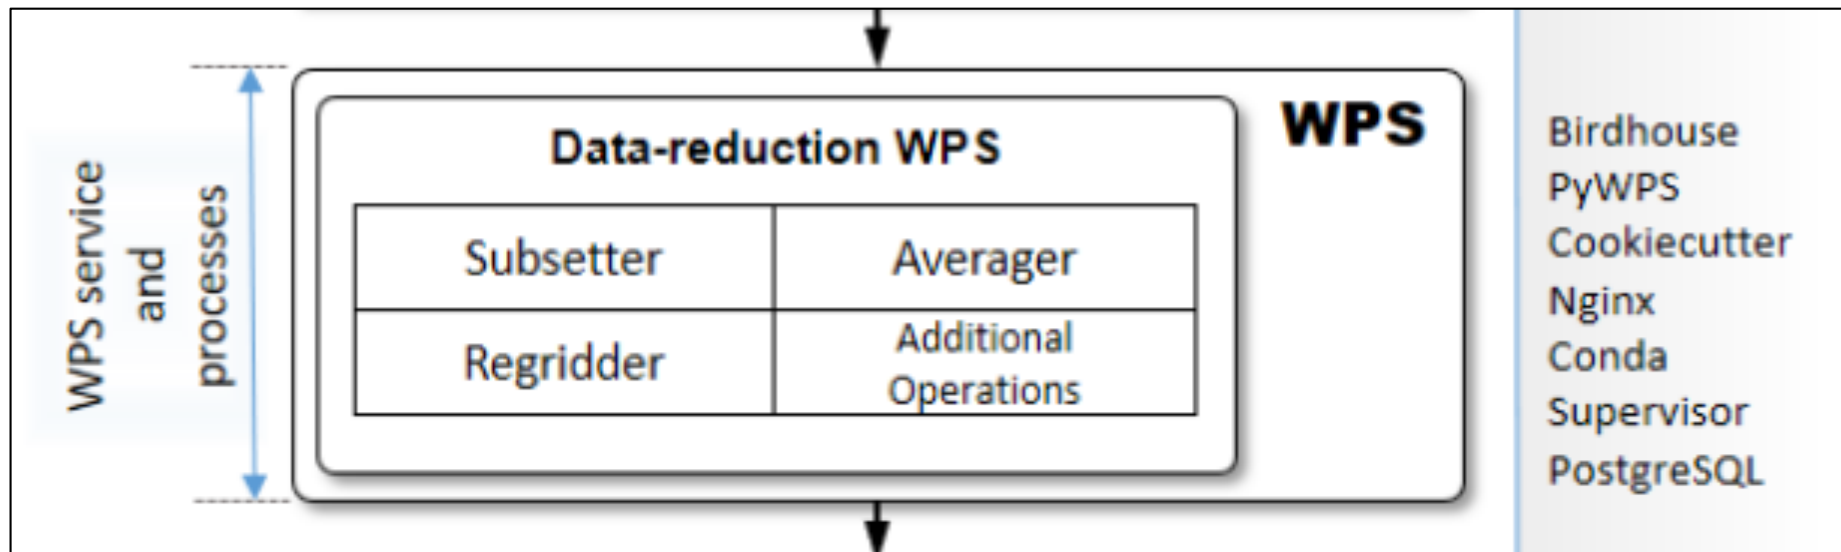 WPS service
and
processes
Data-reduction WPS
WPS
Subsetter
Averager
Regridder
Additional
Operations
Birdhouse
PyWPS
Cookiecutter
Nginx
Conda
Supervisor
PostgreSQL